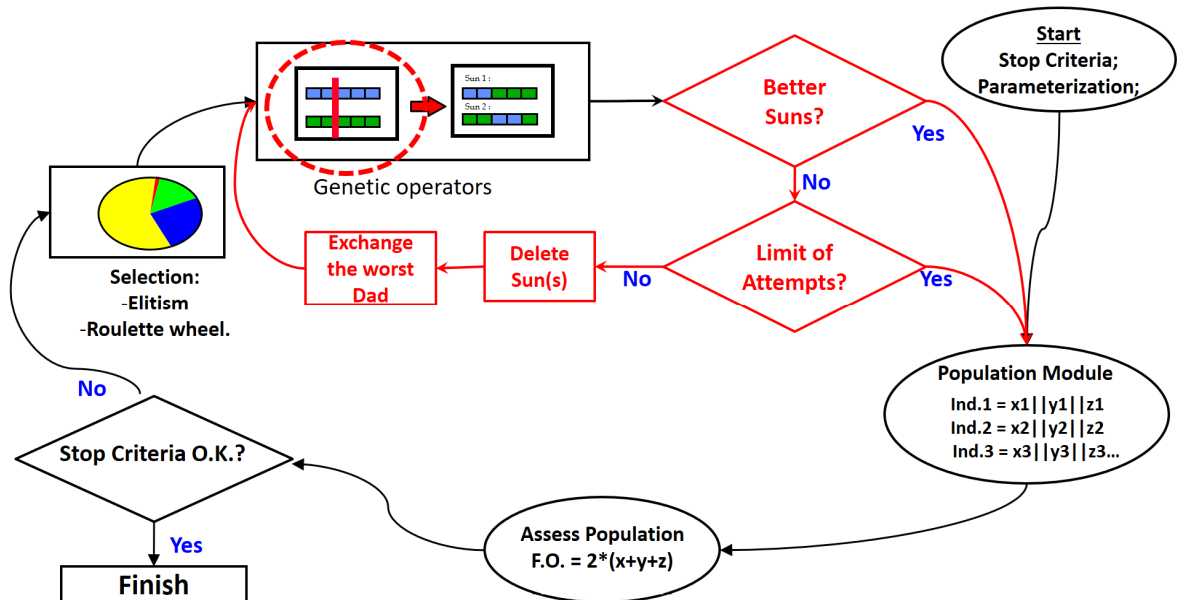 Start
Stop Criteria;
Parameterization;
Sun 1 :
Sun 2 :
Genetic operators
Better
Suns?
Yes
No
Limit of
Attempts?
Yes
No
Delete
Sun(s)
Exchange
the worst
Dad
Selection:
-Elitism
-Roulette wheel.
Population Module
Ind.1 = x1||y1||z1
Ind.2 = x2||y2||z2
Ind.3 = x3||y3||z3...
No
Stop Criteria O.K.?
Yes
Finish
Assess Population
F.O. = 2*(x+y+z)